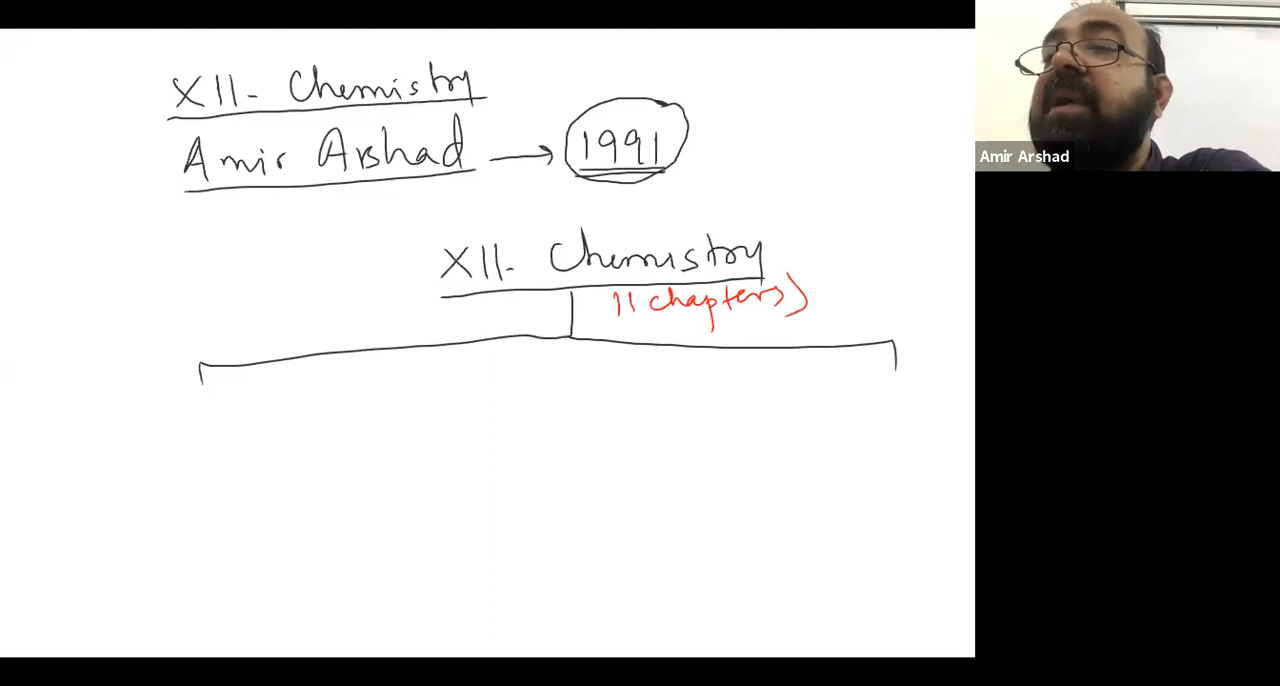 XII- Chemistry
Amir Arshad → 1991
XII- Chemistry
11 chapters)
Amir Arshad